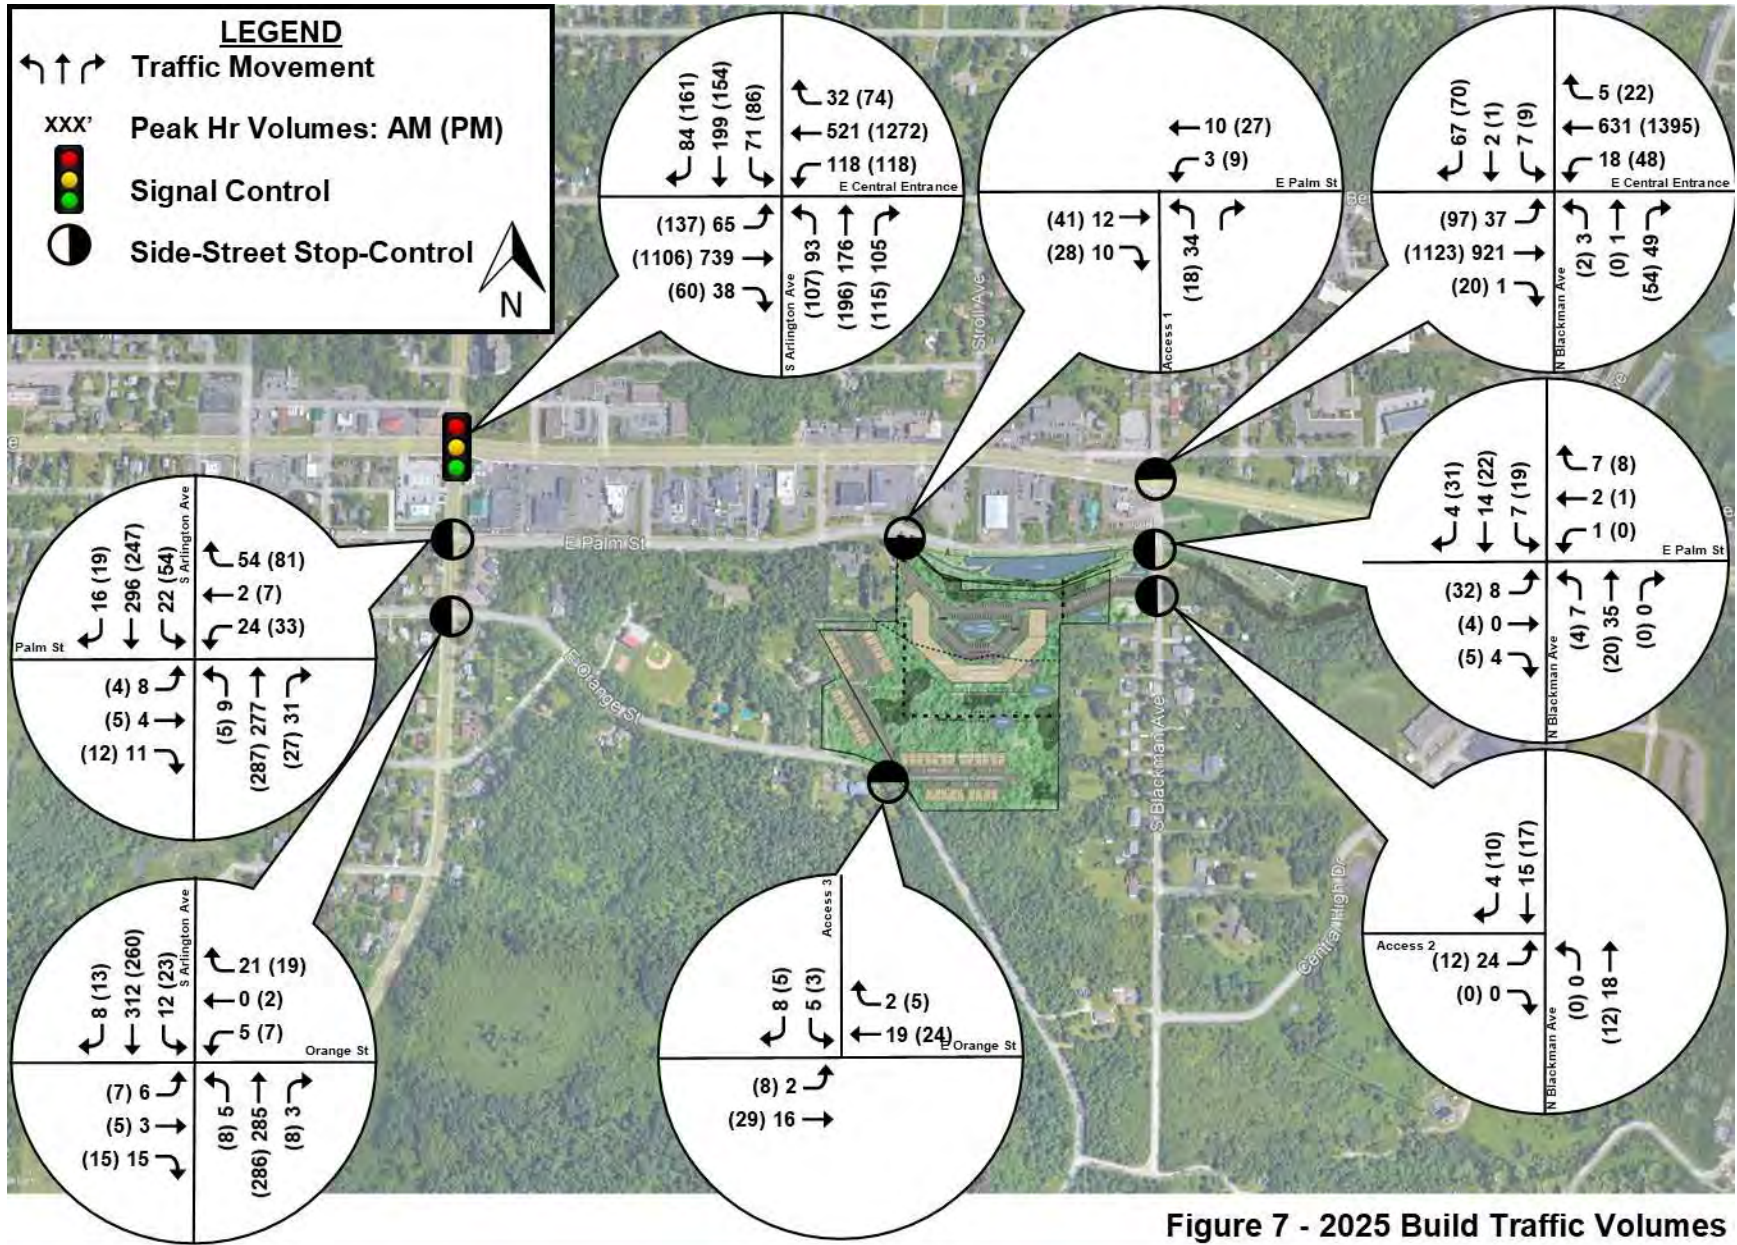 LEGEND
Traffic Movement
XXX' Peak Hr Volumes: AM (PM)
Signal Control
Side-Street Stop-Control
N
84 (161)
199 (154)
71 (86)
32 (74)
521 (1272)
118 (118)
E Central Entrance
(137) 65
(1106) 739
(60) 38
S Arlington Ave
(107) 93
(196) 176
(115) 105
10 (27)
3 (9)
E Palm St
(41) 12
(28) 10
Access 1
(18) 34
67 (70)
2 (1)
7 (9)
5 (22)
631 (1395)
18 (48)
E Central Entrance
(97) 37
(1123) 921
(20) 1
N Blackman Ave
(2) 3
(0) 1
(54) 49
Stroll Ave
E Palm St
E Orange St
S Blackman Ave
Central High Dr
16 (19)
296 (247)
22 (54)
S Arlington Ave
54 (81)
2 (7)
24 (33)
Palm St
(4) 8
(5) 4
(12) 11
(5) 9
(287) 277
(27) 31
4 (31)
14 (22)
7 (19)
7 (8)
2 (1)
1 (0)
E Palm St
(32) 8
(4) 0
(5) 4
N Blackman Ave
(4) 7
(20) 35
(0) 0
8 (13)
312 (260)
12 (23)
S Arlington Ave
21 (19)
0 (2)
5 (7)
Orange St
(7) 6
(5) 3
(15) 15
(8) 5
(286) 285
(8) 3
Access 3
8 (5)
5 (3)
2 (5)
19 (24)
E Orange St
(8) 2
(29) 16
4 (10)
15 (17)
Access 2
(12) 24
(0) 0
N Blackman Ave
(0) 0
(12) 18
Figure 7 - 2025 Build Traffic Volumes